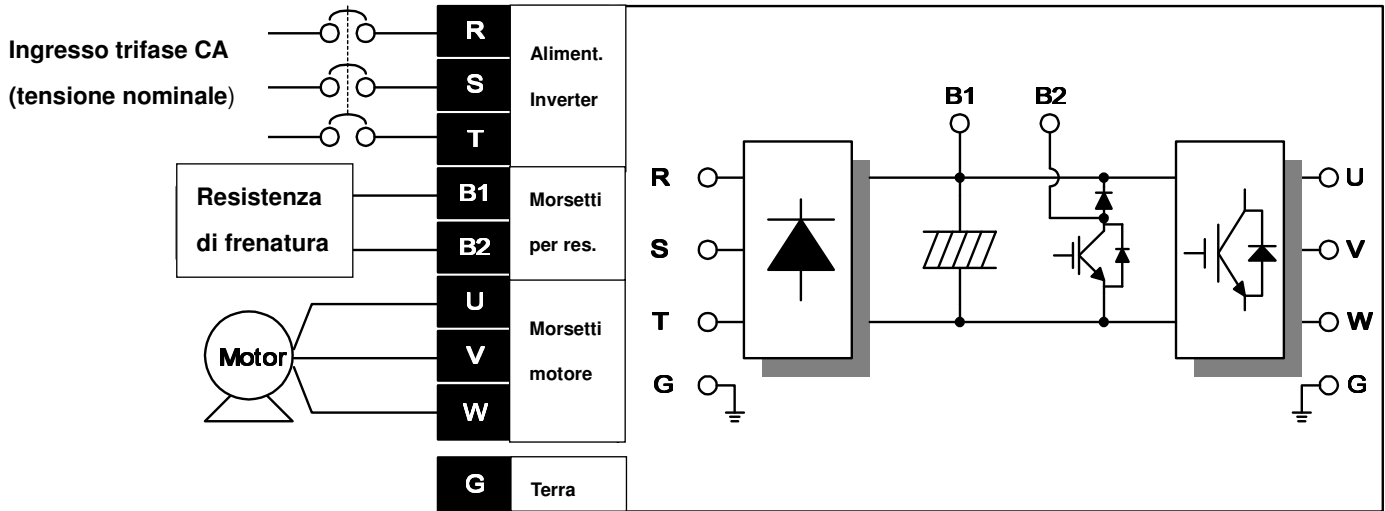 Ingresso trifase CA
(tensione nominale)
R
S
T
Aliment.
Inverter
Resistenza
di frenatura
B1
B2
Morsetti
per res.
Motor
U
V
W
Morsetti
motore
G
Terra
B1 B2
R
S
T
G
U
V
W
G